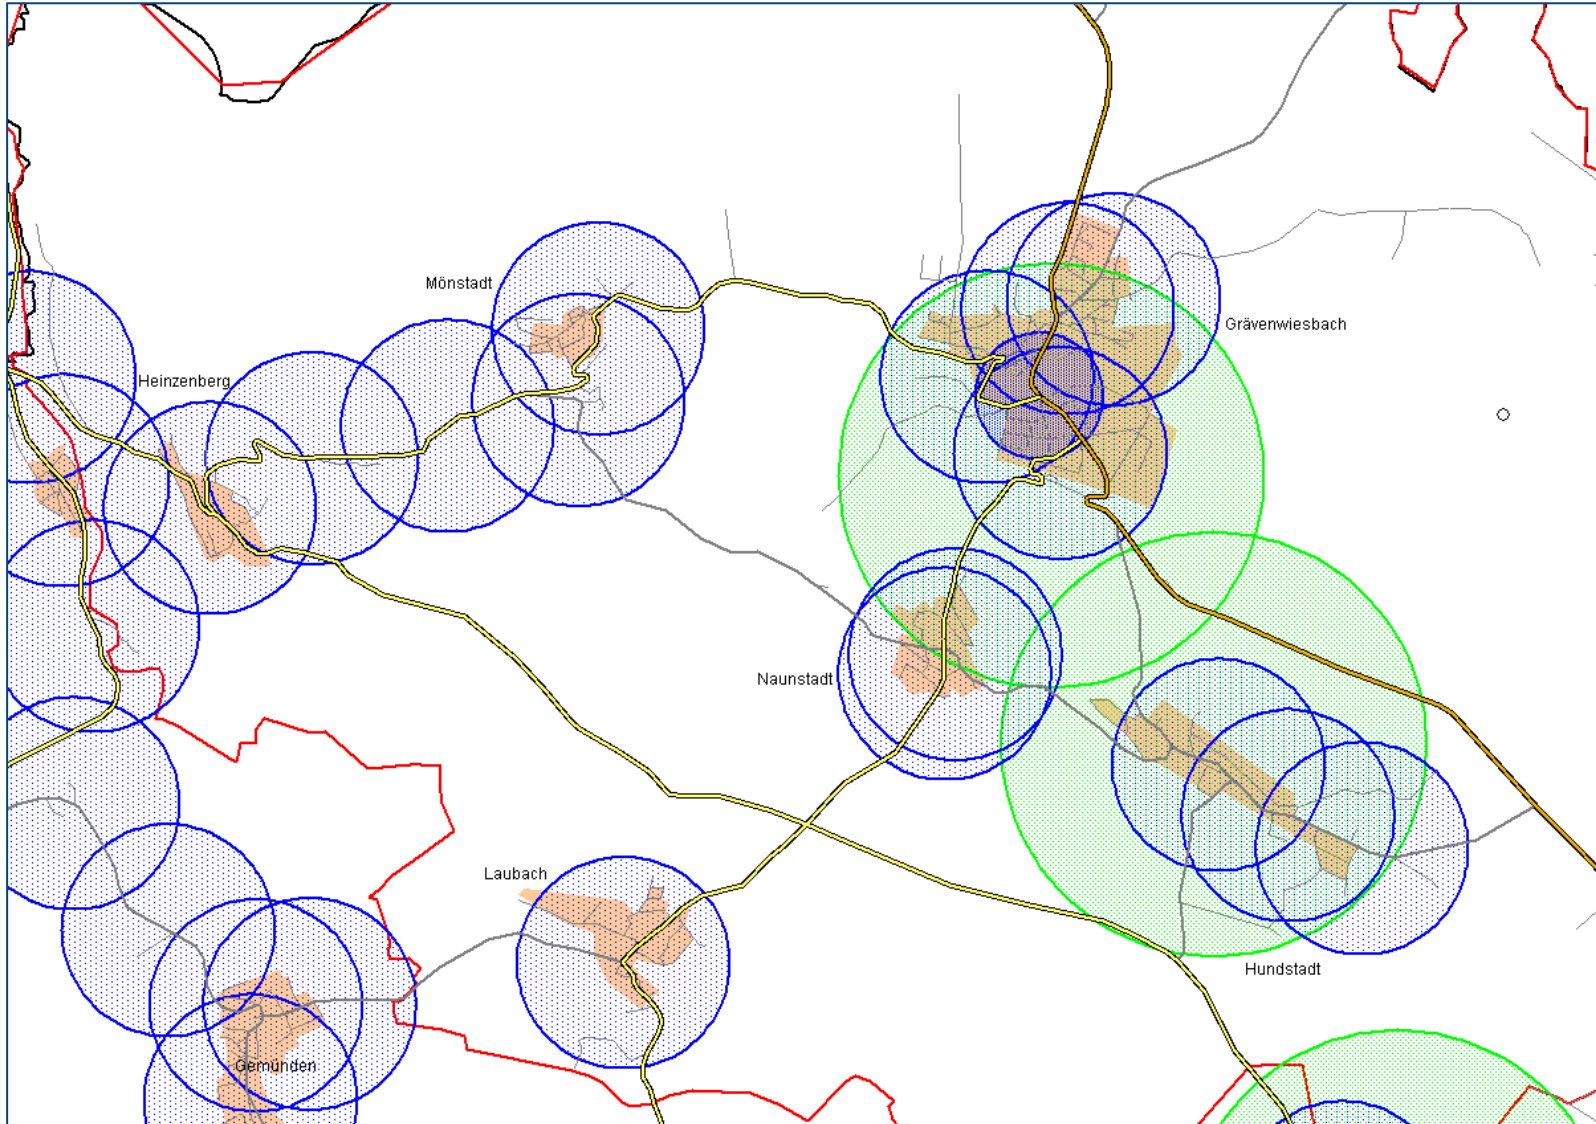 Mönstadt
Grävenwiesbach
Heinzenberg
Naunstadt
Laubach
Hundstadt
Gemünden